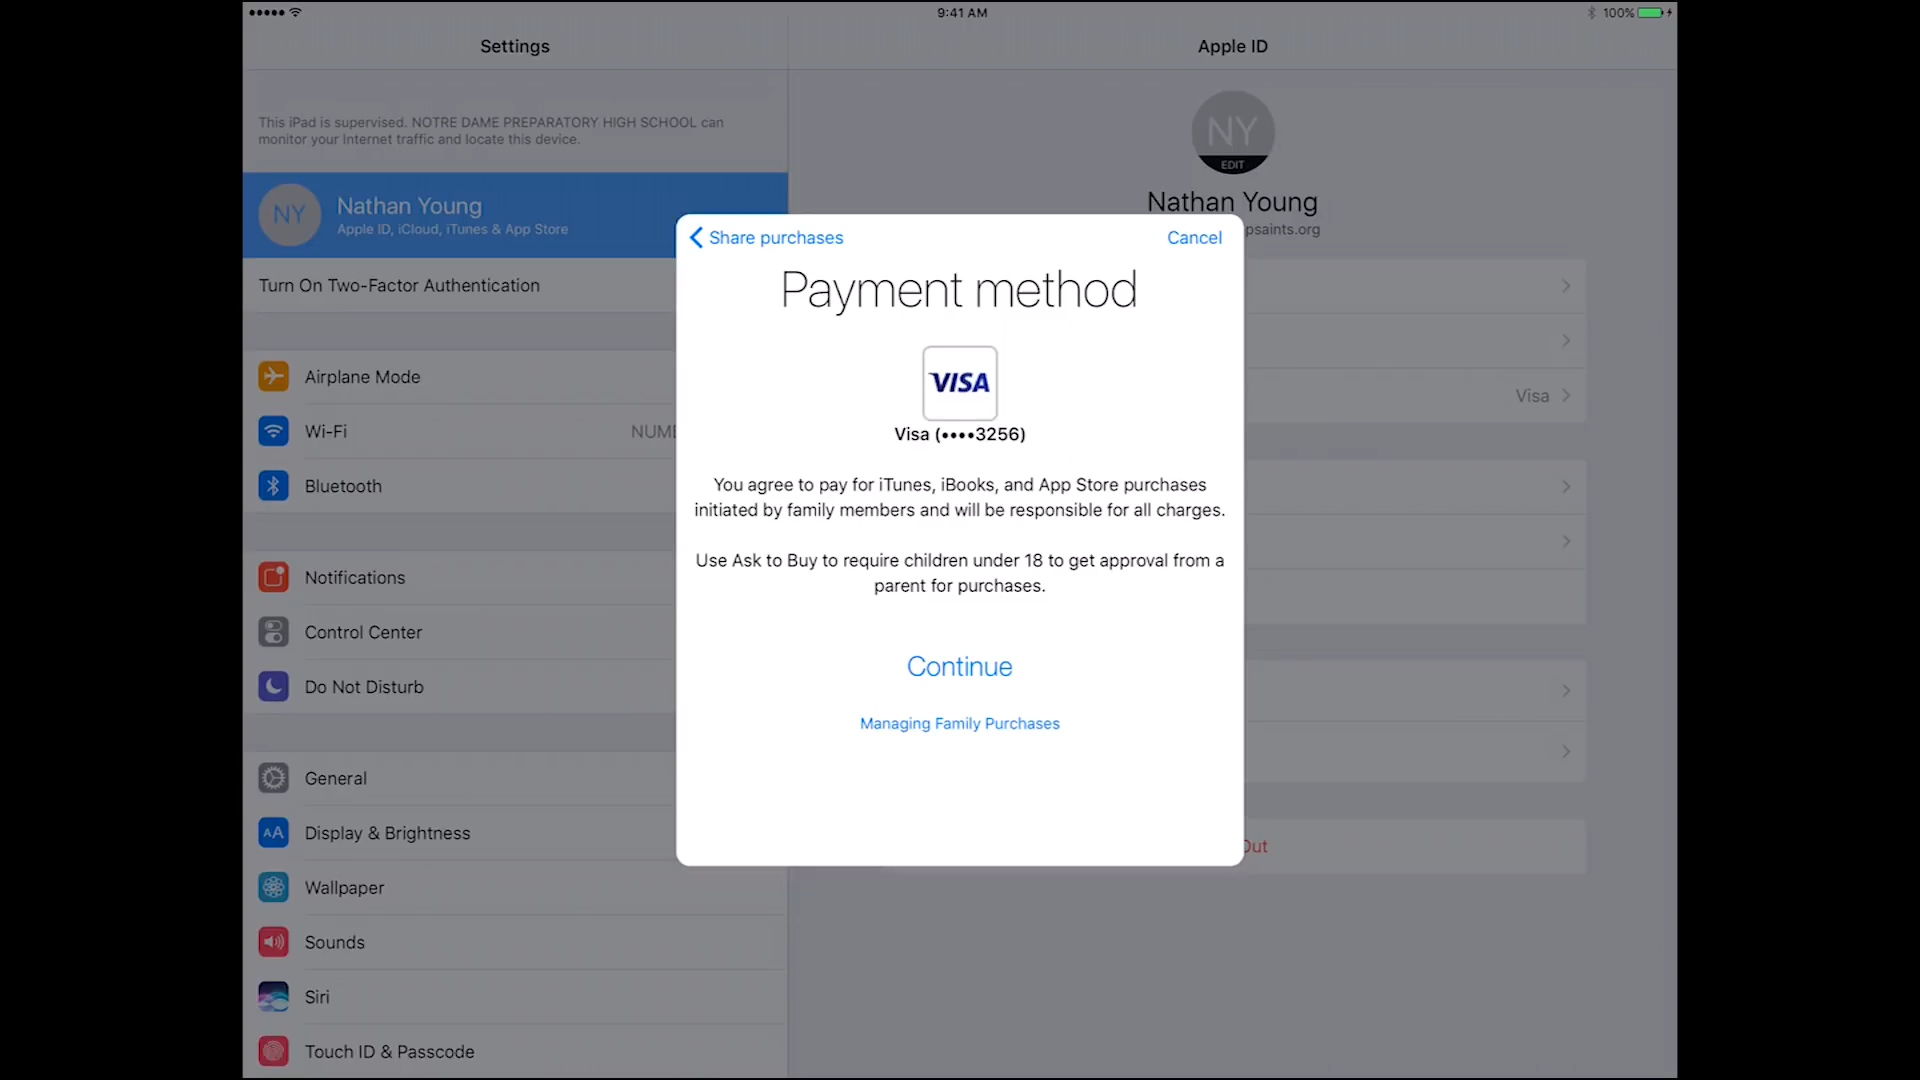 9:41 AM
100%
Settings
Apple ID
This iPad is supervised. NOTRE DAME PREPARATORY HIGH SCHOOL can
monitor your Internet traffic and locate this device.
NY
Nathan Young
Apple ID, iCloud, iTunes & App Store
Turn On Two-Factor Authentication
Airplane Mode
Wi-Fi
Bluetooth
Notifications
Control Center
Do Not Disturb
General
AA
Display & Brightness
Wallpaper
Sounds
Siri
Touch ID & Passcode
NY
EDIT
Nathan Young
psaints.org
Visa
Share purchases
Cancel
Payment method
VISA
Visa (••••3256)
You agree to pay for iTunes, iBooks, and App Store purchases
initiated by family members and will be responsible for all charges.
Use Ask to Buy to require children under 18 to get approval from a
parent for purchases.
Continue
Managing Family Purchases